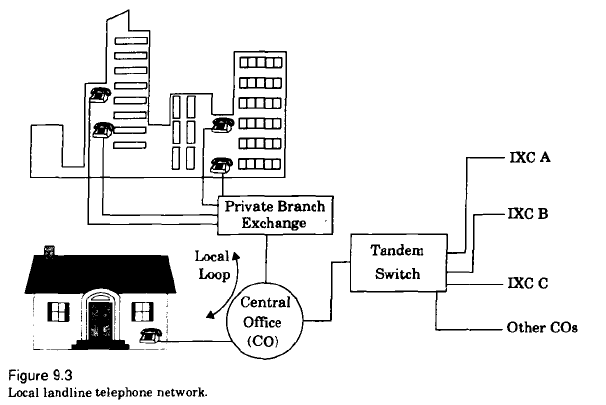 IXC A
Private Branch
Exchange
IXC B
Local
Loop
Tandem
Switch
IXC C
Central
Office
(CO)
Other COs
Figure 9.3
Local landline telephone network.